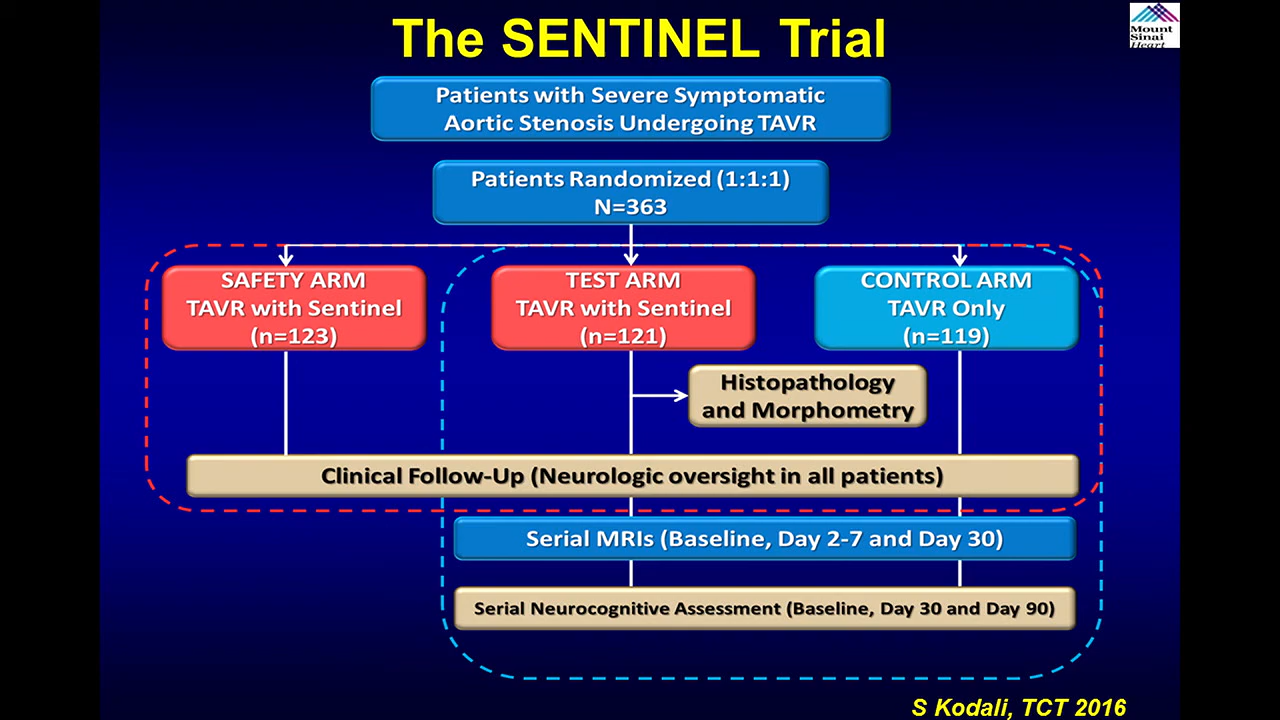 The SENTINEL Trial
Mount
Sinai
Heart
Patients with Severe Symptomatic
Aortic Stenosis Undergoing TAVR
Patients Randomized (1:1:1)
N=363
SAFETY ARM
TAVR with Sentinel
(n=123)
TEST ARM
TAVR with Sentinel
(n=121)
CONTROL ARM
TAVR Only
(n=119)
Histopathology
and Morphometry
Clinical Follow-Up (Neurologic oversight in all patients)
Serial MRIs (Baseline, Day 2-7 and Day 30)
Serial Neurocognitive Assessment (Baseline, Day 30 and Day 90)
S Kodali, TCT 2016